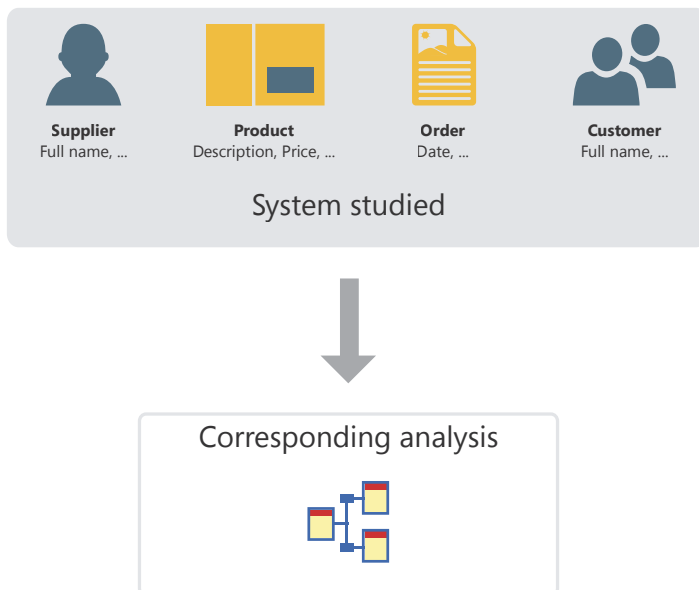 Supplier
Full name, ...
Product
Description, Price, ...
Order
Date, ...
Customer
Full name, ...
System studied
Corresponding analysis